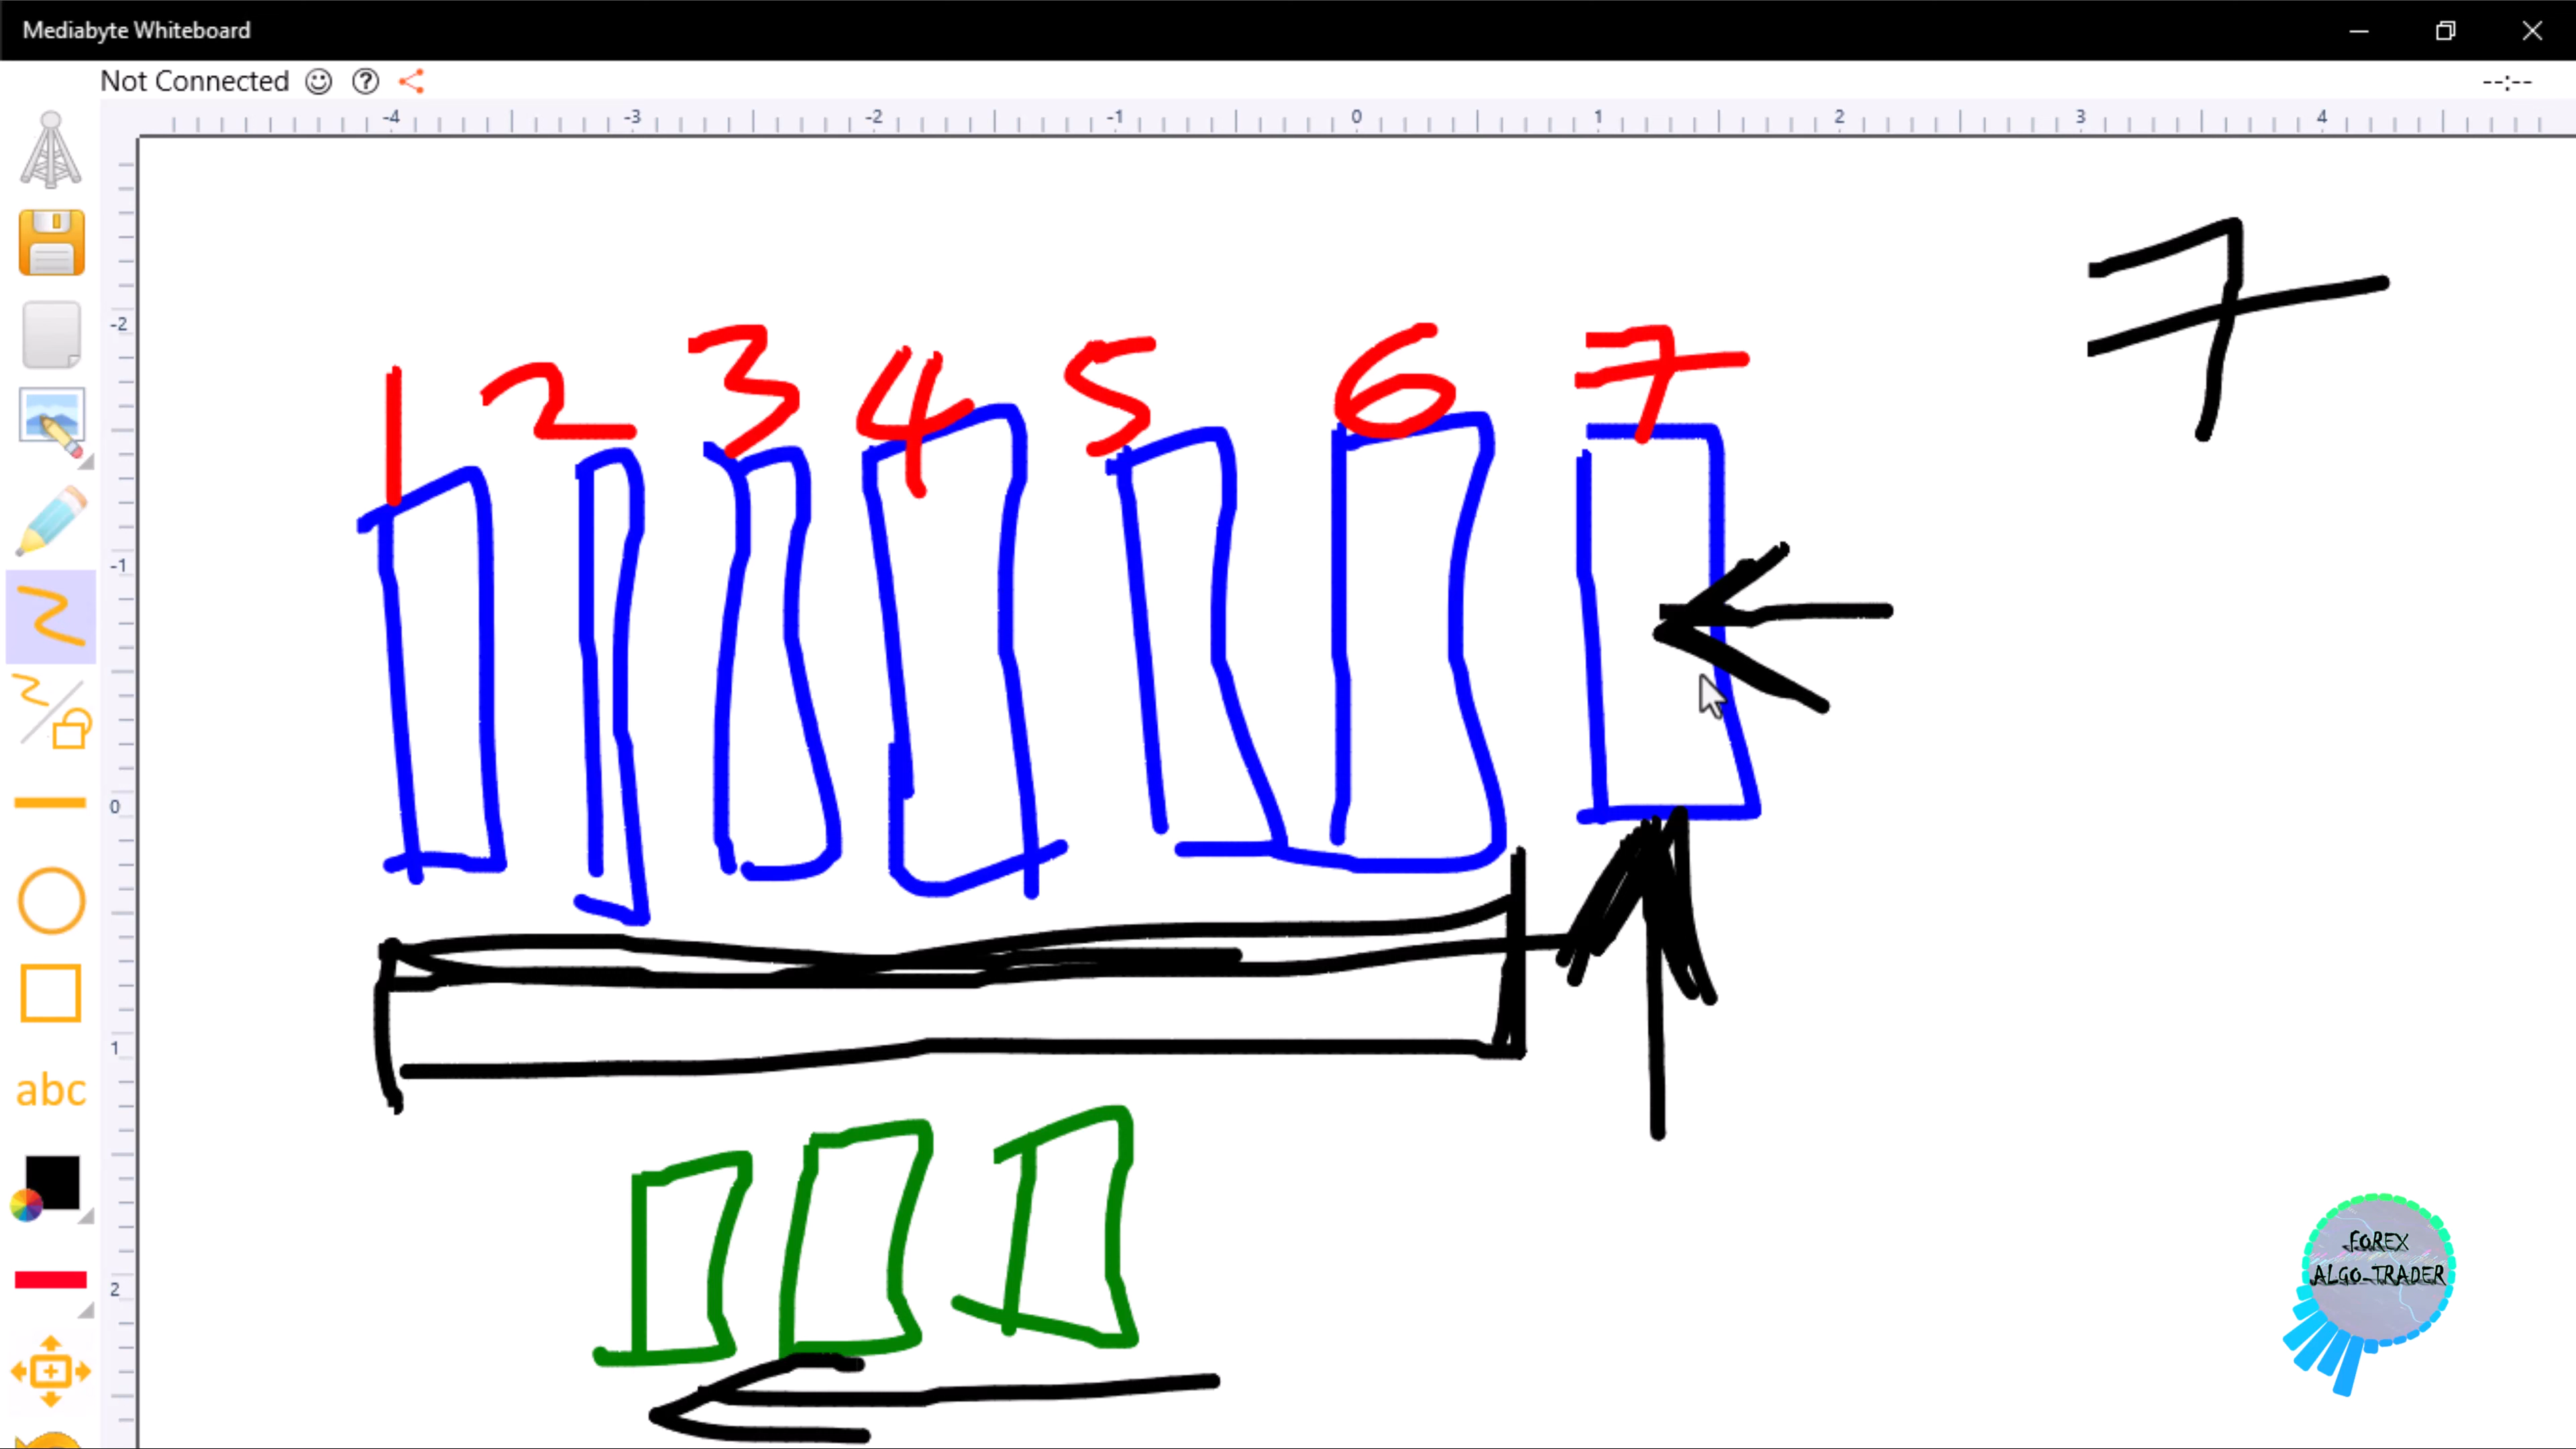 Mediabyte Whiteboard
Not Connected
--:--
-4 -3 -2 -1 0 1 2 3 4
-2
-1
0
1
2
7
1 2 3 4 5 6 7
abc
FOREX
ALGO-TRADER